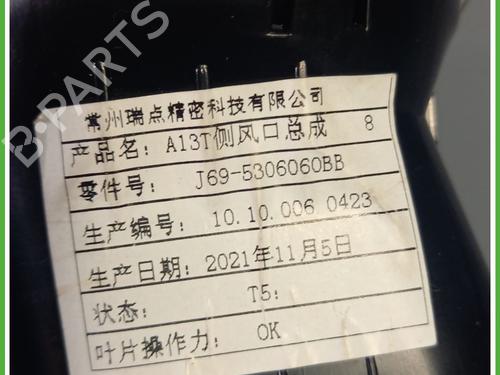 B-PARTS
常州瑞点精密科技有限公司
产品名: A13T侧风口总成 8
零件号: J69-5306060BB
生产编号: 10.10.006.0423
生产日期: 2021年11月5日
状态: T5:
叶片操作力: OK